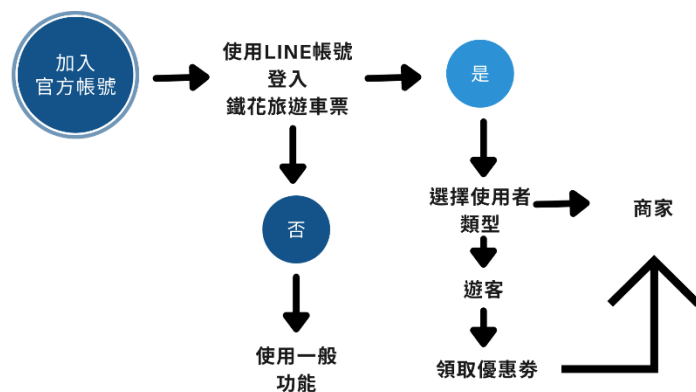 加入
官方帳號
使用LINE帳號
登入
鐵花旅遊車票
是
否
使用一般
功能
選擇使用者
類型
商家
遊客
領取優惠劵